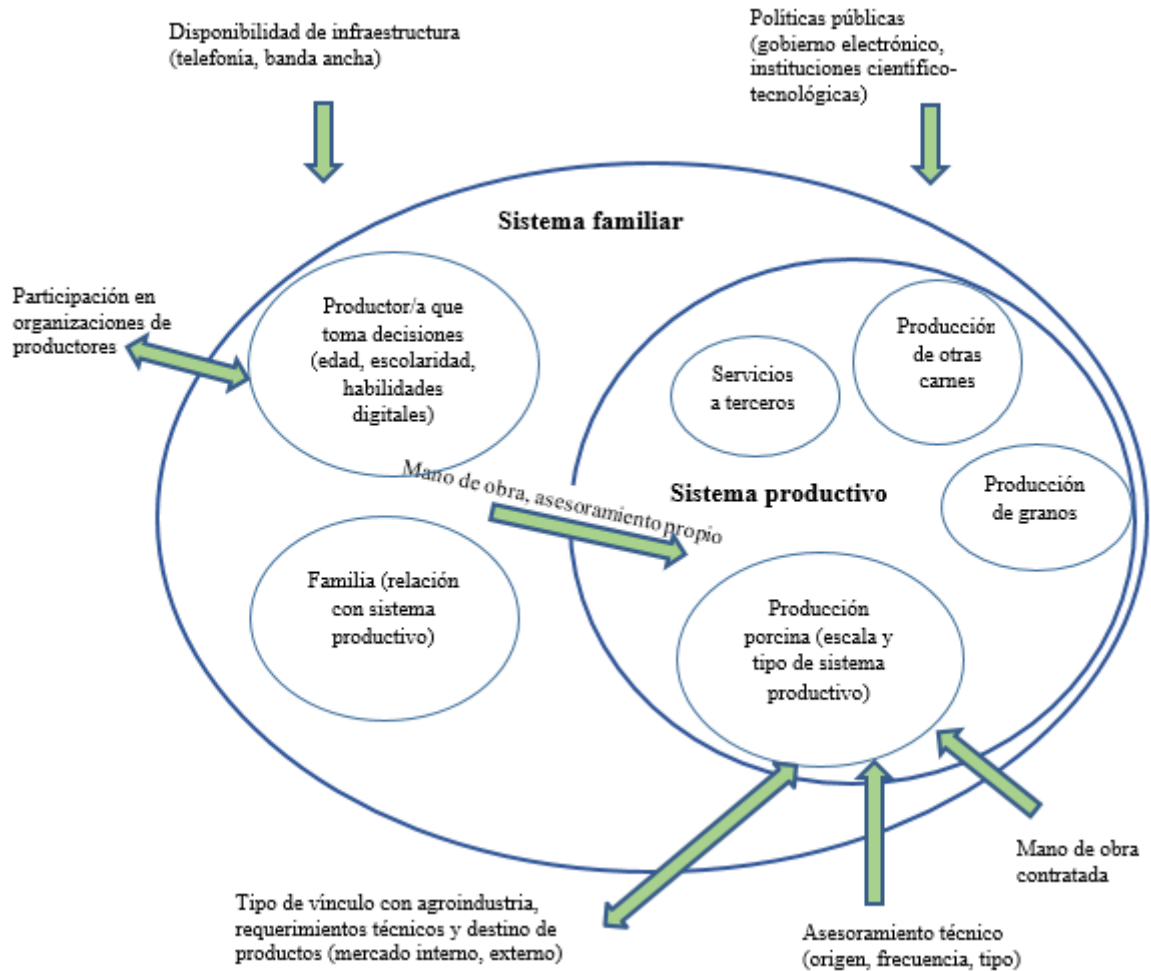 Disponibilidad de infraestructura
(telefonía, banda ancha)
Políticas públicas
(gobierno electrónico,
instituciones científico-
tecnológicas)
Sistema familiar
Participación en
organizaciones de
productores
Productor/a que
toma decisiones
(edad, escolaridad,
habilidades
digitales)
Servicios
a terceros
Producción
de otras
carnes
Mano de obra, asesoramiento propio
Sistema productivo
Producción
de granos
Familia (relación
con sistema
productivo)
Producción
porcina (escala y
tipo de sistema
productivo)
Mano de obra
contratada
Tipo de vínculo con agroindustria,
requerimientos técnicos y destino de
productos (mercado interno, externo)
Asesoramiento técnico
(origen, frecuencia, tipo)